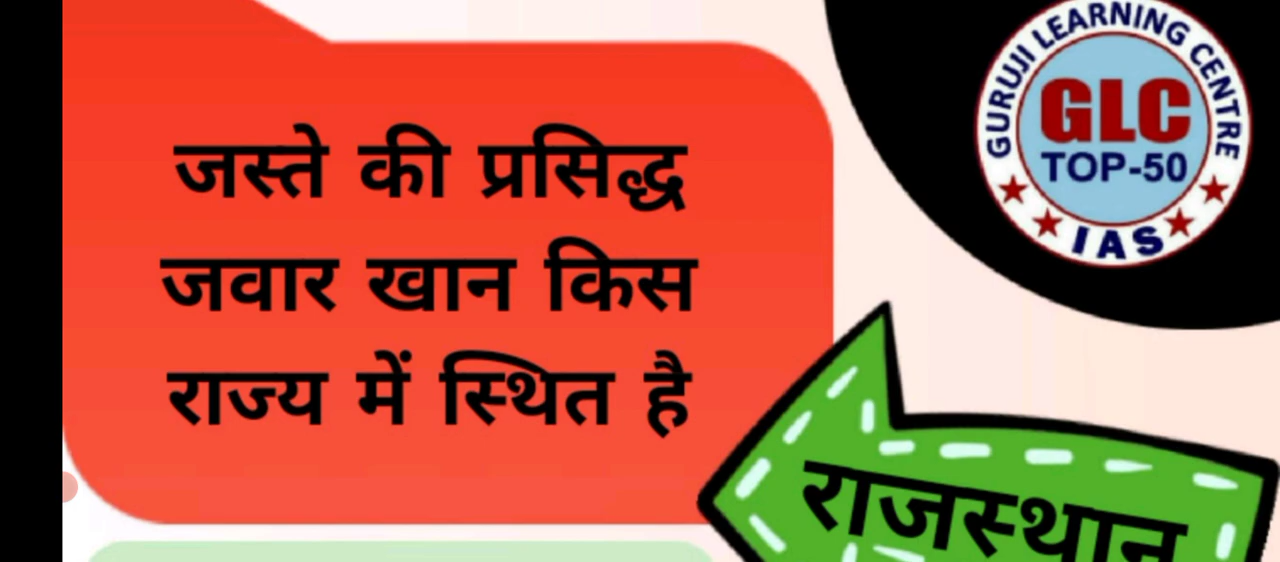 जस्ते की प्रसिद्ध
जवार खान किस
राज्य में स्थित है
राजस्थान
GURUJI LEARNING CENTRE
GLC
TOP-50
IAS